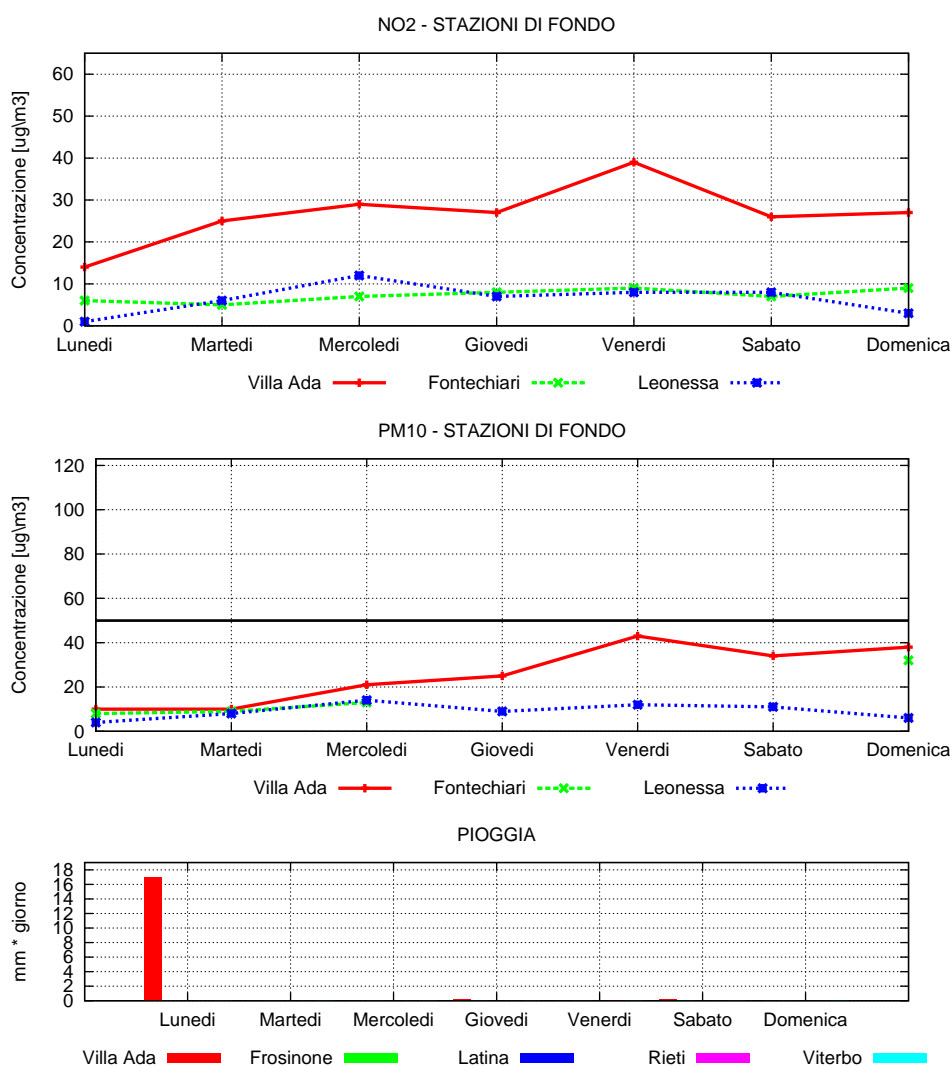 NO2 - STAZIONI DI FONDO
Concentrazione [ug\m3]
60
50
40
30
20
10
0
Lunedi Martedi Mercoledi Giovedi Venerdi Sabato Domenica
Villa Ada Fontechiari Leonessa
PM10 - STAZIONI DI FONDO
Concentrazione [ug\m3]
120
100
80
60
40
20
0
Lunedi Martedi Mercoledi Giovedi Venerdi Sabato Domenica
Villa Ada Fontechiari Leonessa
PIOGGIA
mm * giorno
18
16
14
12
10
8
6
4
2
0
Lunedi Martedi Mercoledi Giovedi Venerdi Sabato Domenica
Villa Ada Frosinone Latina Rieti Viterbo